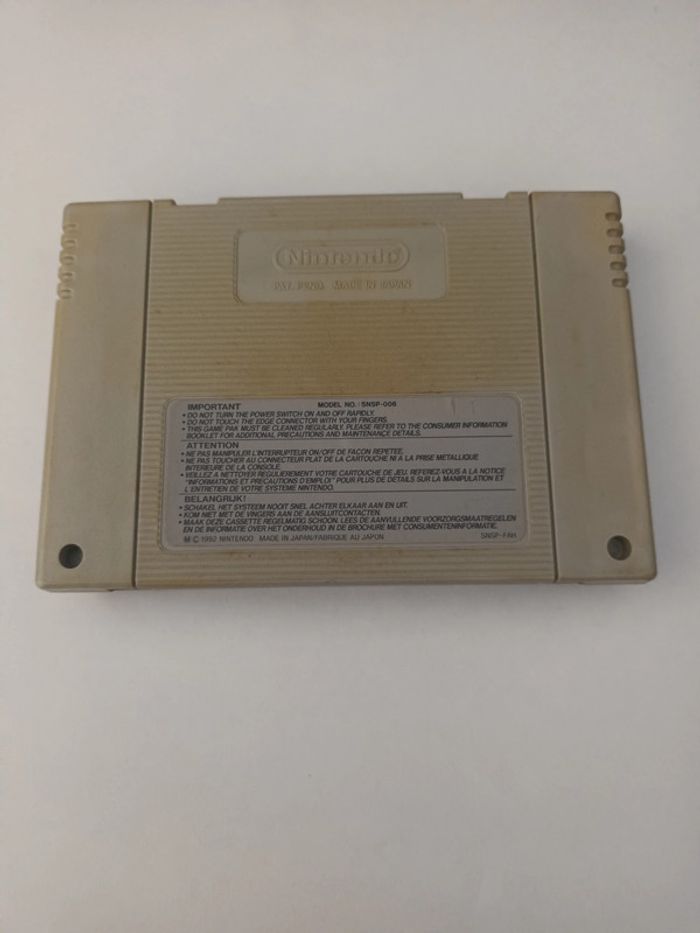 Nintendo
PAT. PEND. MADE IN JAPAN
IMPORTANT MODEL NO.: SNSP-006
• DO NOT TURN THE POWER SWITCH ON AND OFF RAPIDLY.
• DO NOT TOUCH THE EDGE CONNECTOR WITH YOUR FINGERS.
• THIS GAME PAK MUST BE CLEANED REGULARLY. PLEASE REFER TO THE CONSUMER INFORMATION
BOOKLET FOR ADDITIONAL PRECAUTIONS AND MAINTENANCE DETAILS.
ATTENTION
• NE PAS MANIPULER L'INTERRUPTEUR ON/OFF DE FACON REPETEE.
• NE PAS TOUCHER AU CONNECTEUR PLAT DE LA CARTOUCHE NI A LA PRISE METALLIQUE
INTERIEURE DE LA CONSOLE.
• VEILLEZ A NETTOYER REGULIEREMENT VOTRE CARTOUCHE DE JEU. REFEREZ-VOUS A LA NOTICE
"INFORMATIONS ET PRECAUTIONS D'EMPLOI" POUR PLUS DE DETAILS SUR LA MANIPULATION ET
L'ENTRETIEN DE VOTRE SYSTEME NINTENDO.
BELANGRIJK!
• SCHAKEL HET SYSTEEM NOOIT SNEL ACHTER ELKAAR AAN EN UIT.
• KOM NIET MET DE VINGERS AAN DE AANSLUITCONTACTEN.
• MAAK DEZE CASSETTE REGELMATIG SCHOON. LEES DE AANVULLENDE VOORZORGSMAATREGELEN
EN DE INFORMATIE OVER HET ONDERHOUD IN DE BROCHURE MET CONSUMENTENINFORMATIE.
M © 1992 NINTENDO MADE IN JAPAN/FABRIQUE AU JAPON SNSP-FAH